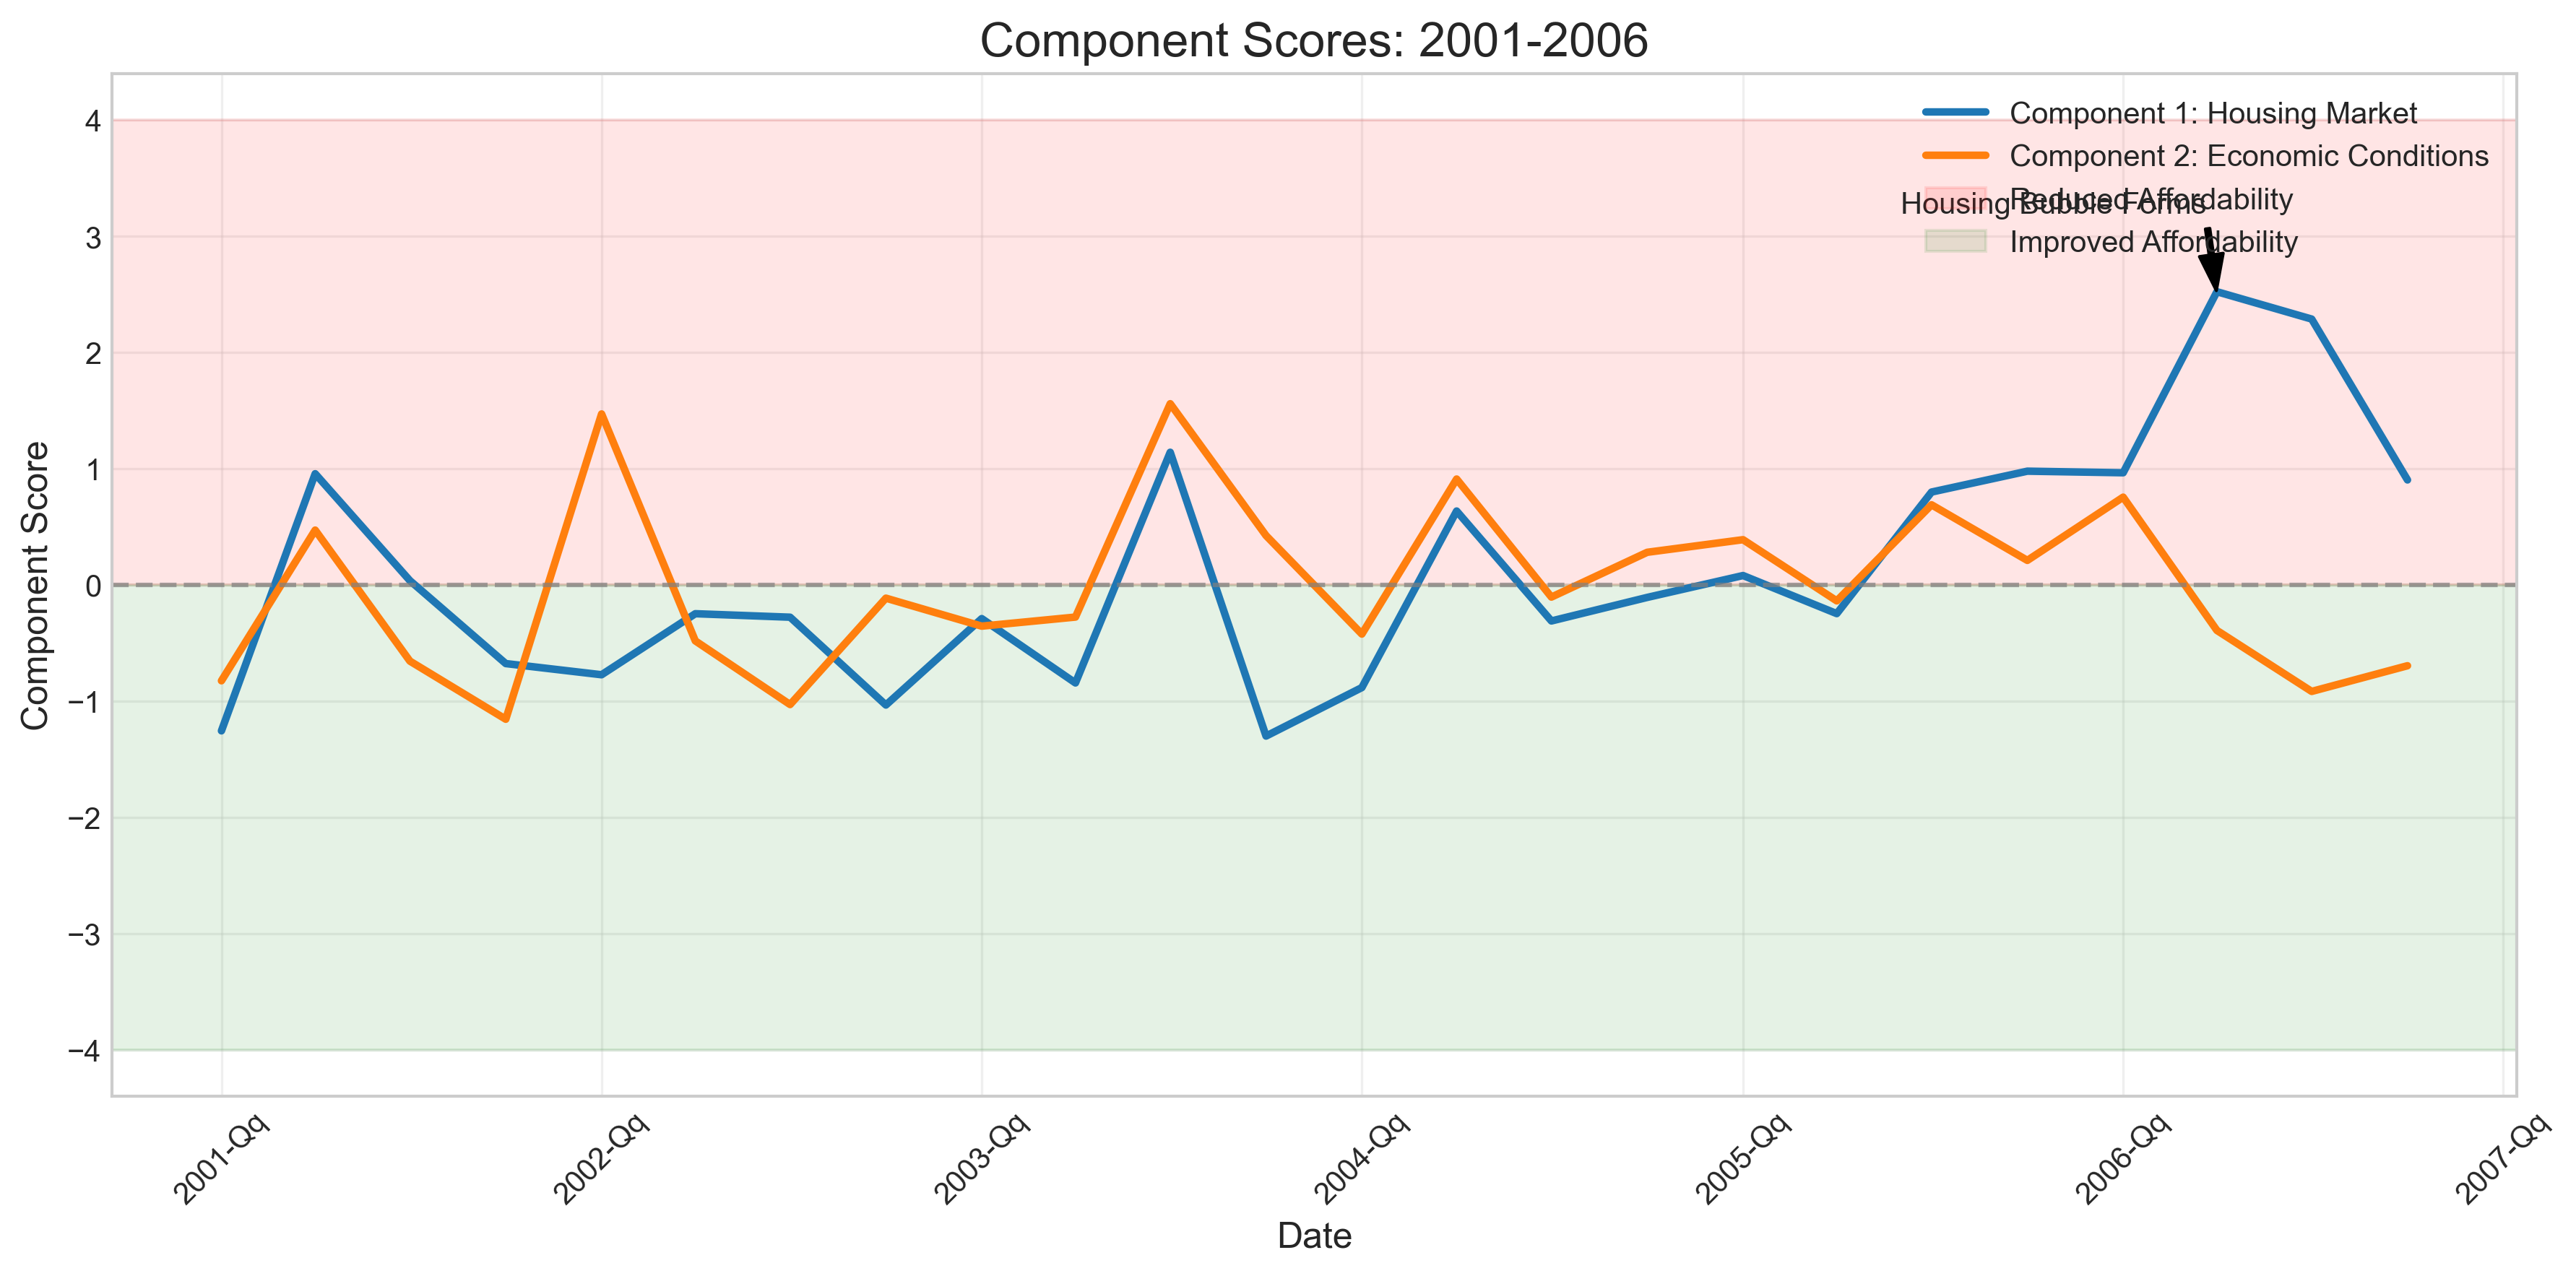 Component Scores: 2001-2006
Component Score
4
3
2
1
0
−1
−2
−3
−4
Component 1: Housing Market
Component 2: Economic Conditions
Reduced Affordability
Housing Bubble Forms
Improved Affordability
2001-Qq
2002-Qq
2003-Qq
2004-Qq
2005-Qq
2006-Qq
2007-Qq
Date